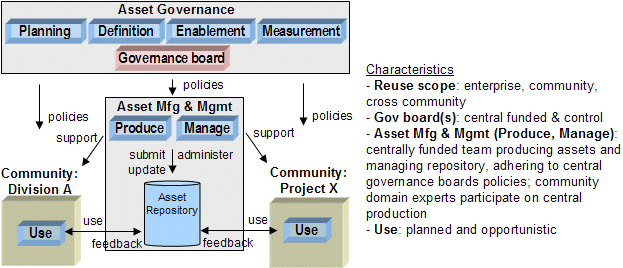 Asset Governance
Planning
Definition
Enablement
Measurement
Governance board
policies
policies
policies
Asset Mfg & Mgmt
Produce
Manage
support
support
submit
update
administer
Community:
Division A
Community:
Project X
Asset
Repository
Use
use
feedback
use
feedback
Use
Characteristics
- Reuse scope: enterprise, community,
cross community
- Gov board(s): central funded & control
- Asset Mfg & Mgmt (Produce, Manage):
centrally funded team producing assets and
managing repository, adhering to central
governance boards policies; community
domain experts participate on central
production
- Use: planned and opportunistic